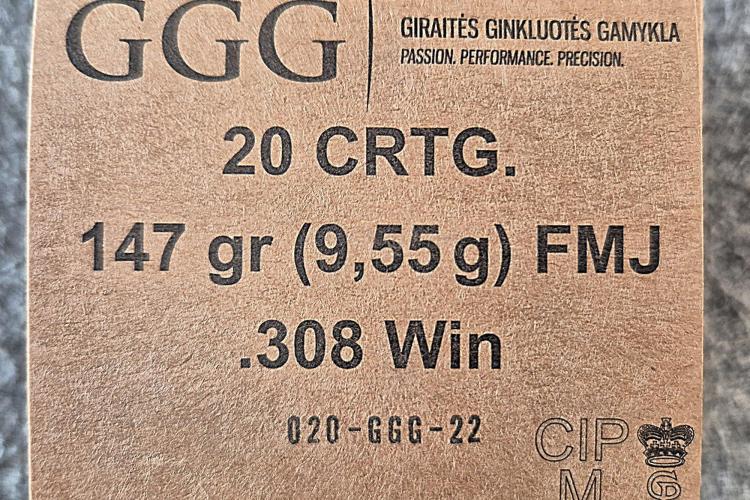 GGG
GIRAITĖS GINKLUOTĖS GAMYKLA
PASSION. PERFORMANCE. PRECISION.
20 CRTG.
147 gr (9,55 g) FMJ
.308 Win
020-GGG-22
CIP
M